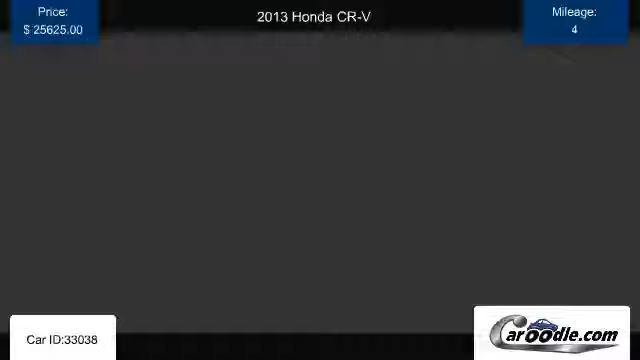 Price:
$ 25625.00
2013 Honda CR-V
Mileage:
4
Car ID:33038
Caroodle.com